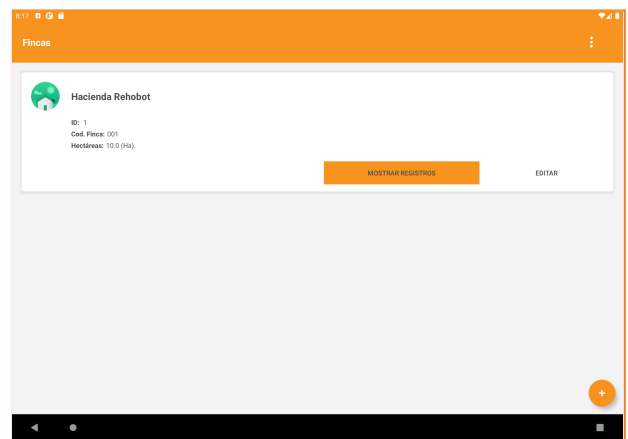 8:17
Fincas
Hacienda Rehobot
ID: 1
Cod. Finca: 001
Hectáreas: 10.0 (Ha).
MOSTRAR REGISTROS EDITAR
+